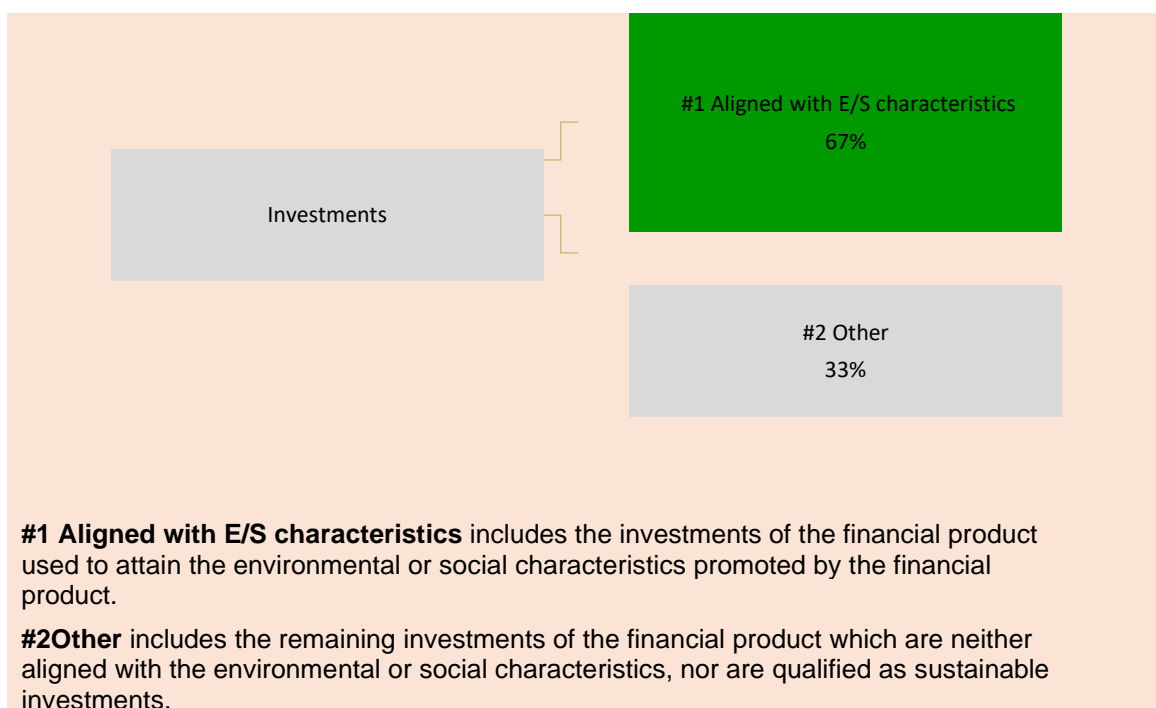 #1 Aligned with E/S characteristics
67%
Investments
#2 Other
33%
#1 Aligned with E/S characteristics includes the investments of the financial product
used to attain the environmental or social characteristics promoted by the financial
product.
#2Other includes the remaining investments of the financial product which are neither
aligned with the environmental or social characteristics, nor are qualified as sustainable
investments.